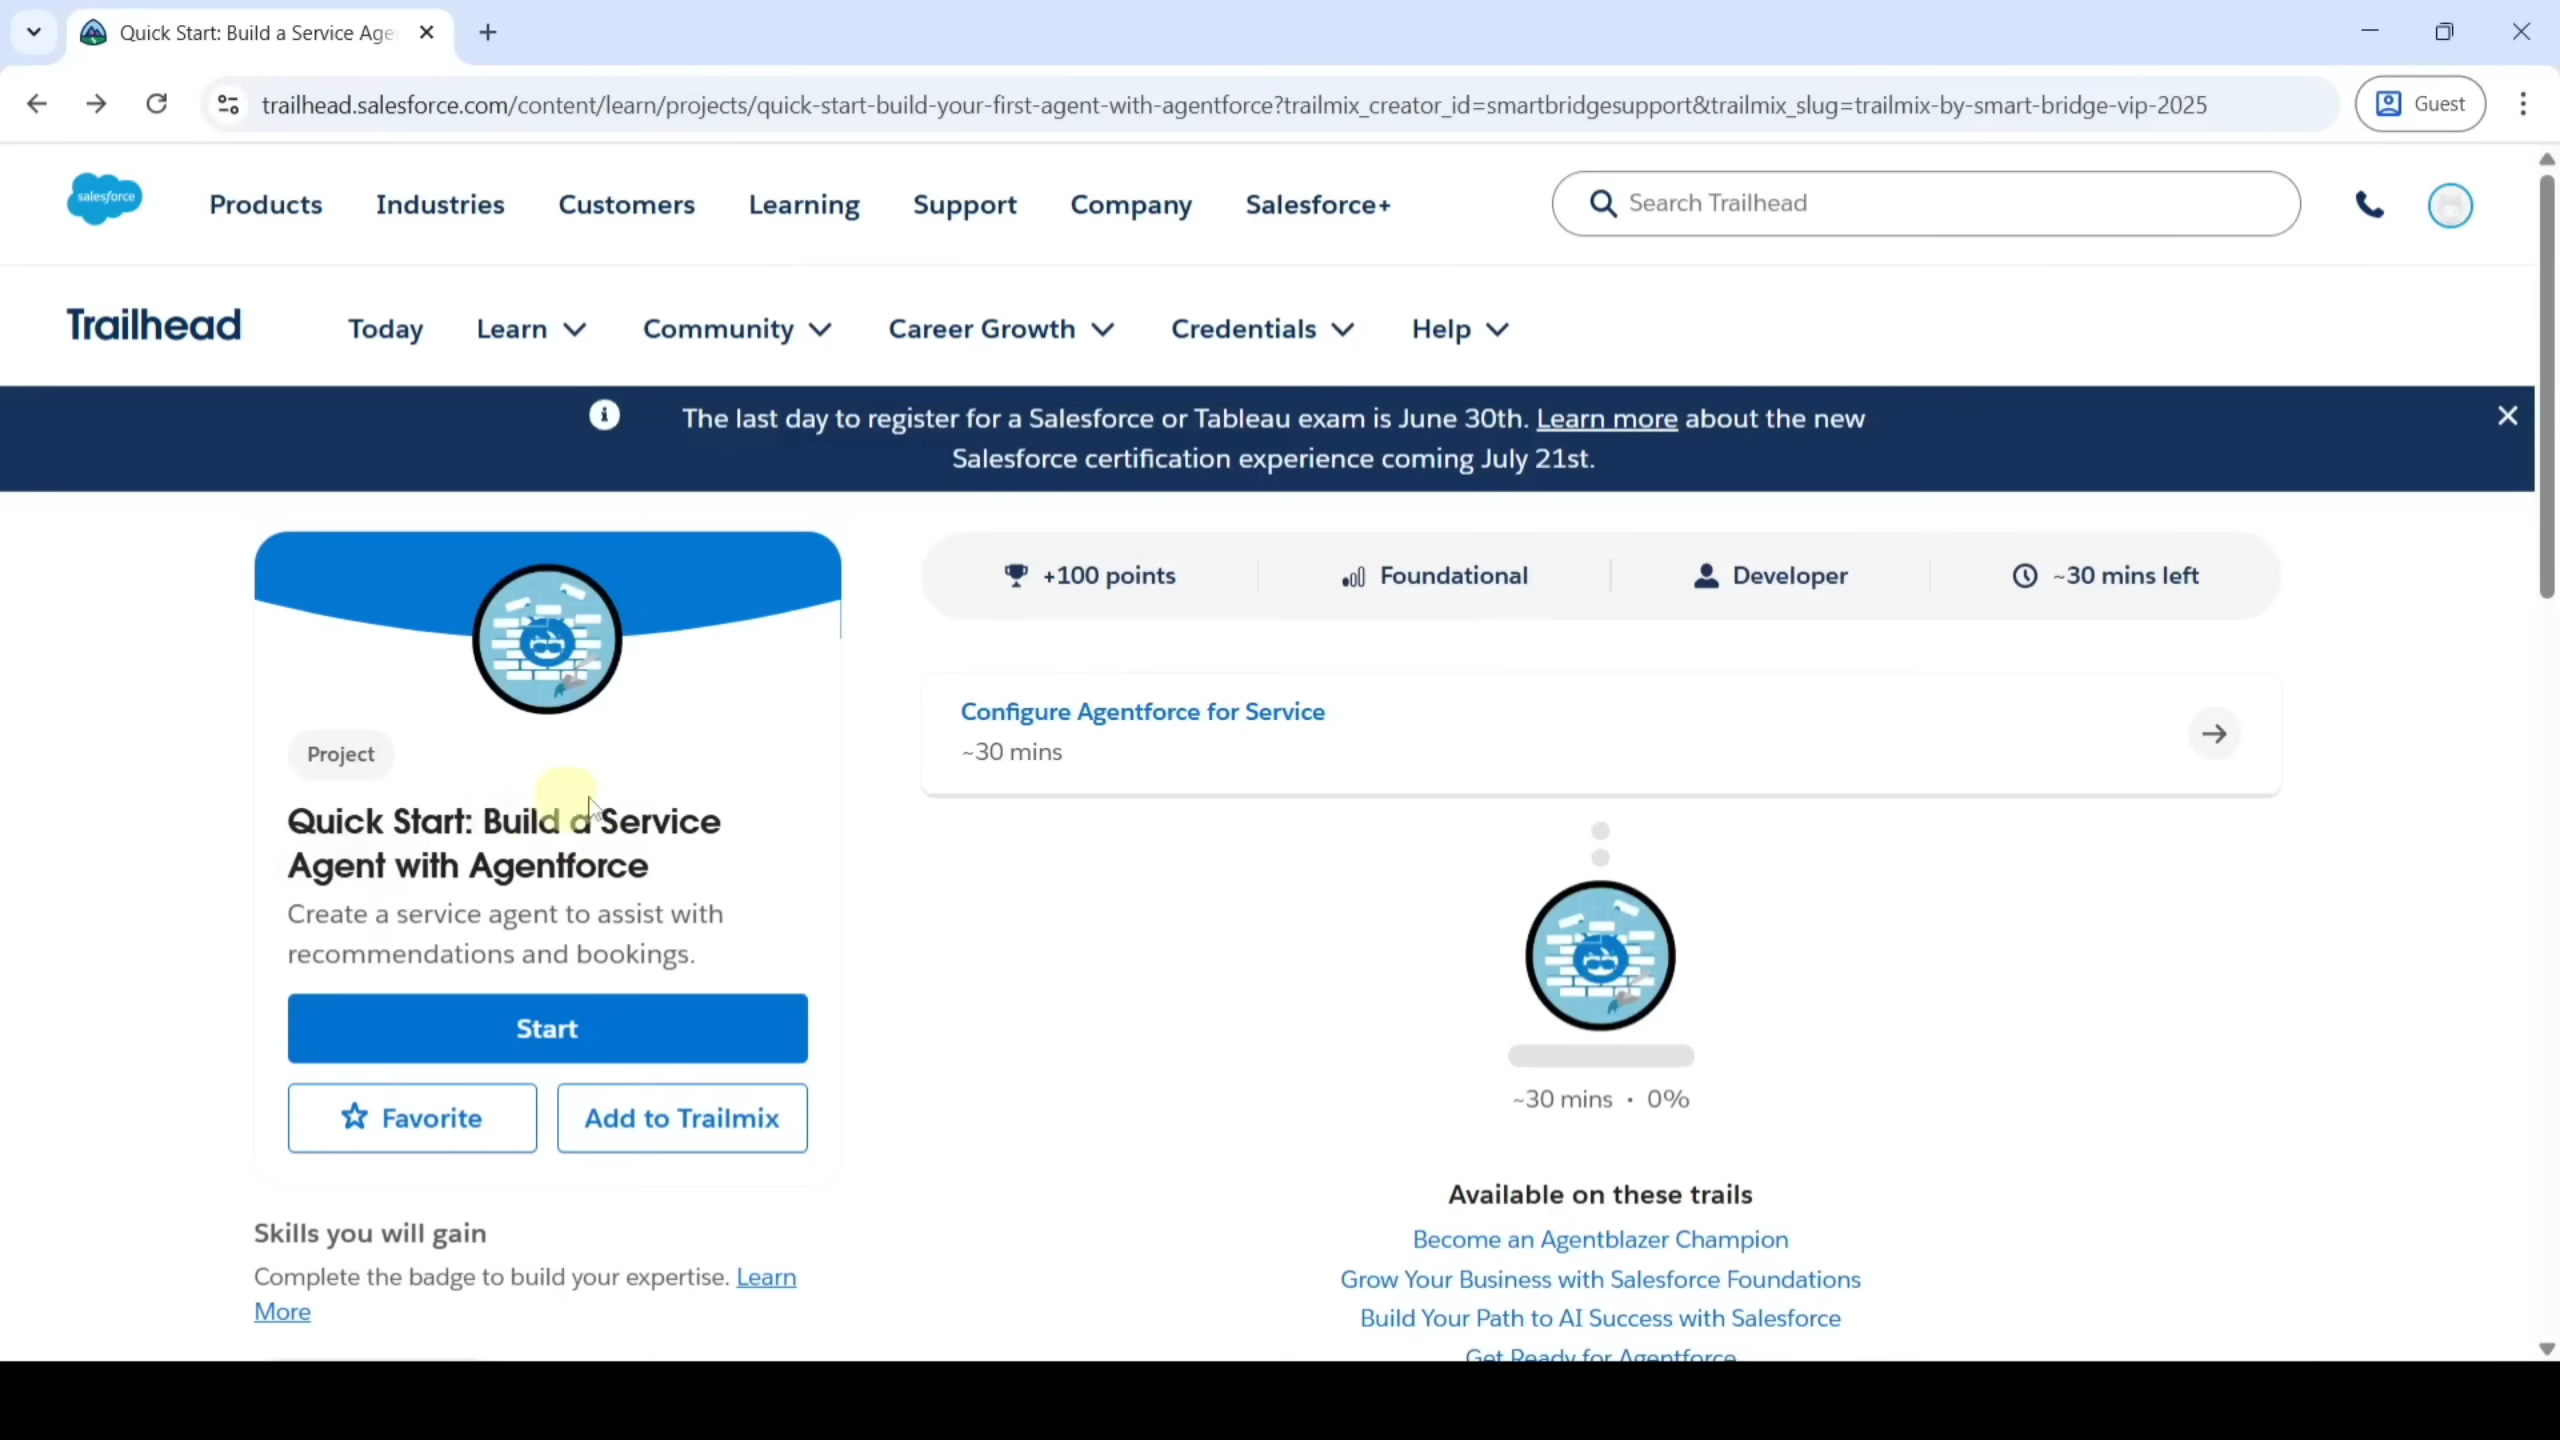 Quick Start: Build a Service Age
trailhead.salesforce.com/content/learn/projects/quick-start-build-your-first-agent-with-agentforce?trailmix_creator_id=smartbridgesupport&trailmix_slug=trailmix-by-smart-bridge-vip-2025
Guest
salesforce
Products
Industries
Customers
Learning
Support
Company
Salesforce+
Search Trailhead
Trailhead
Today
Learn
Community
Career Growth
Credentials
Help
The last day to register for a Salesforce or Tableau exam is June 30th. Learn more about the new
Salesforce certification experience coming July 21st.
+100 points
Foundational
Developer
~30 mins left
Project
Quick Start: Build a Service
Agent with Agentforce
Create a service agent to assist with
recommendations and bookings.
Start
Favorite
Add to Trailmix
Skills you will gain
Complete the badge to build your expertise. Learn
More
Configure Agentforce for Service
~30 mins
~30 mins • 0%
Available on these trails
Become an Agentblazer Champion
Grow Your Business with Salesforce Foundations
Build Your Path to AI Success with Salesforce
Get Ready for Agentforce